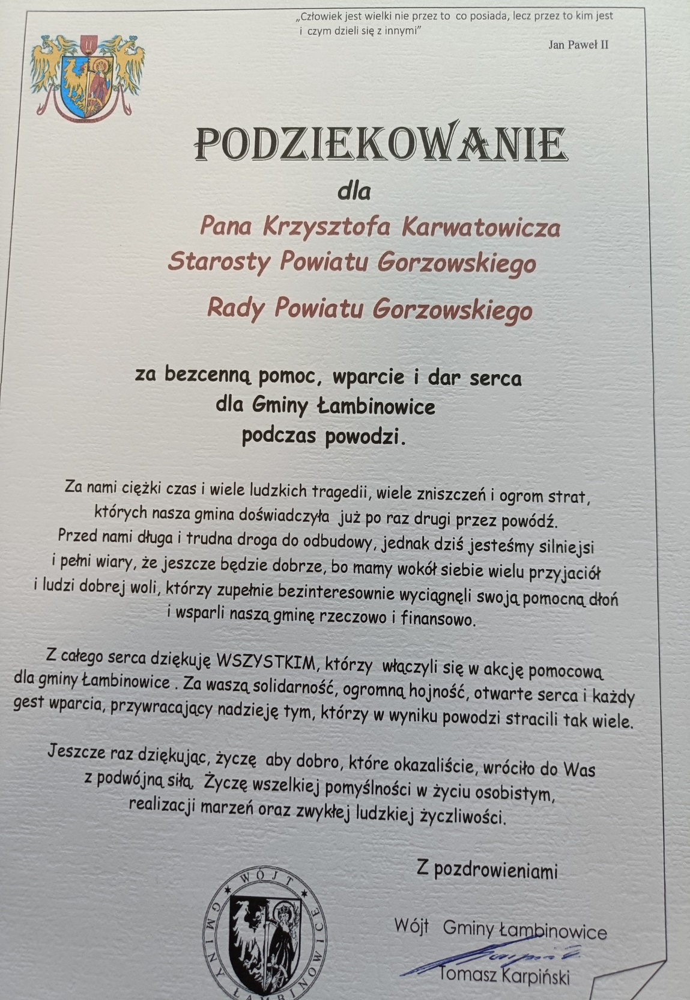 „Człowiek jest wielki nie przez to  co posiada, lecz przez to kim jest
i  czym dzieli się z innymi”
Jan Paweł II
PODZIEKOWANIE
dla
Pana Krzysztofa Karwatowicza
Starosty Powiatu Gorzowskiego
Rady Powiatu Gorzowskiego
za bezcenną pomoc, wparcie i dar serca
dla Gminy Łambinowice
podczas powodzi.
Za nami ciężki czas i wiele ludzkich tragedii, wiele zniszczeń i ogrom strat,
których nasza gmina doświadczyła  już po raz drugi przez powódź.
Przed nami długa i trudna droga do odbudowy, jednak dziś jesteśmy silniejsi
i pełni wiary, że jeszcze będzie dobrze, bo mamy wokół siebie wielu przyjaciół
i ludzi dobrej woli, którzy zupełnie bezinteresownie wyciągnęli swoją pomocną dłoń
i wsparli naszą gminę rzeczowo i finansowo.
Z całego serca dziękuję WSZYSTKIM, którzy  włączyli się w akcję pomocową
dla gminy Łambinowice . Za waszą solidarność, ogromną hojność, otwarte serca i każdy
gest wparcia, przywracający nadzieję tym, którzy w wyniku powodzi stracili tak wiele.
Jeszcze raz dziękując, życzę  aby dobro, które okazaliście, wróciło do Was
z podwójną siłą,  Życzę wszelkiej pomyślności w życiu osobistym,
realizacji marzeń oraz zwykłej ludzkiej życzliwości.
Z pozdrowieniami
WÓJT
GMINY ŁAMBINOWICE
Wójt  Gminy Łambinowice
Tomasz Karpiński